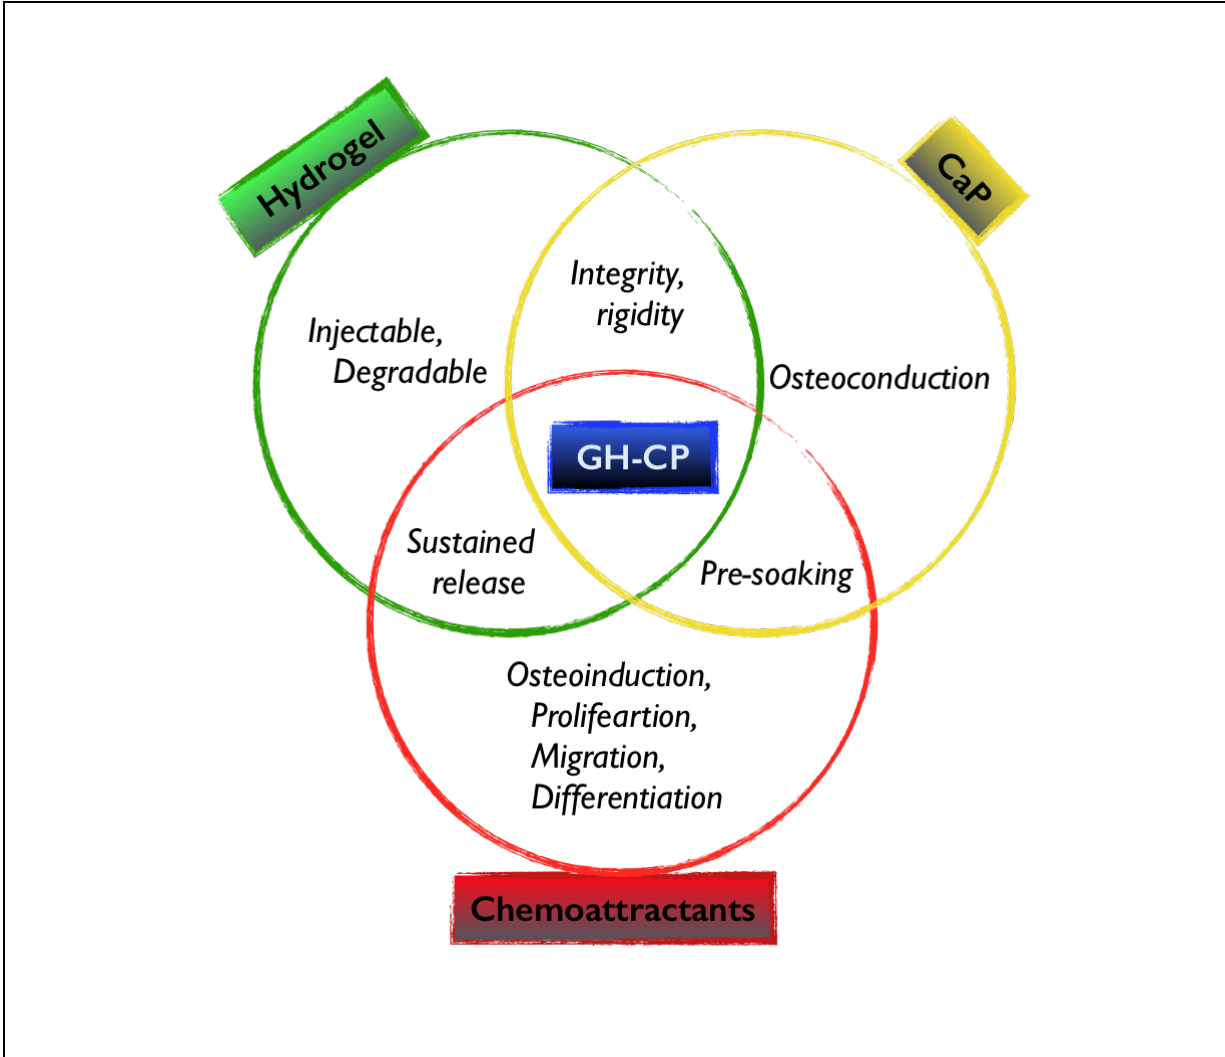 Hydrogel
CaP
Integrity,
rigidity
Injectable,
Degradable
Osteoconduction
GH-CP
Sustained
release
Pre-soaking
Osteoinduction,
Prolifeartion,
Migration,
Differentiation
Chemoattractants